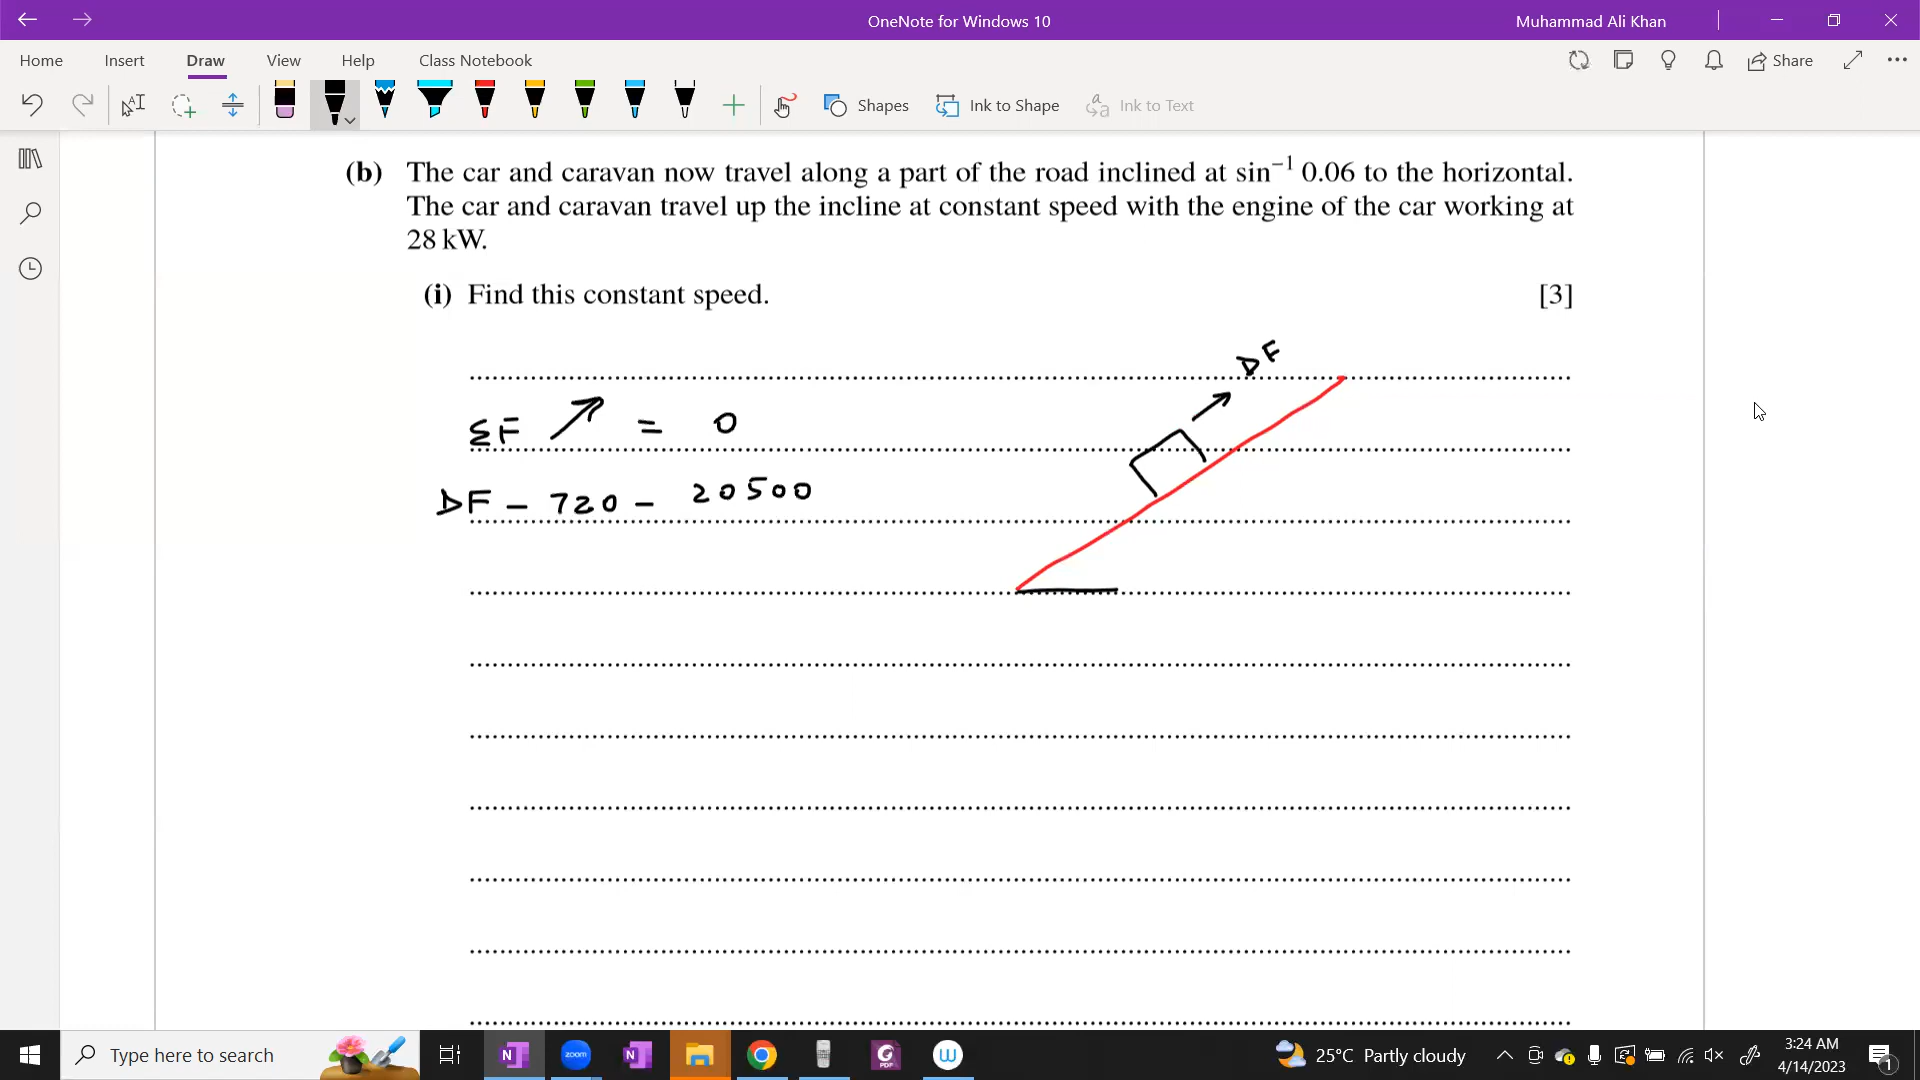 OneNote for Windows 10
Muhammad Ali Khan
Home Insert Draw View Help Class Notebook
Share
Shapes Ink to Shape Ink to Text
(b) The car and caravan now travel along a part of the road inclined at sin⁻¹ 0.06 to the horizontal.
The car and caravan travel up the incline at constant speed with the engine of the car working at
28 kW.
(i) Find this constant speed. [3]
DF
ΣF ↗ = 0
DF - 720 - 20500
Type here to search
zoom
PDF
25°C Partly cloudy
3:24 AM
4/14/2023
1